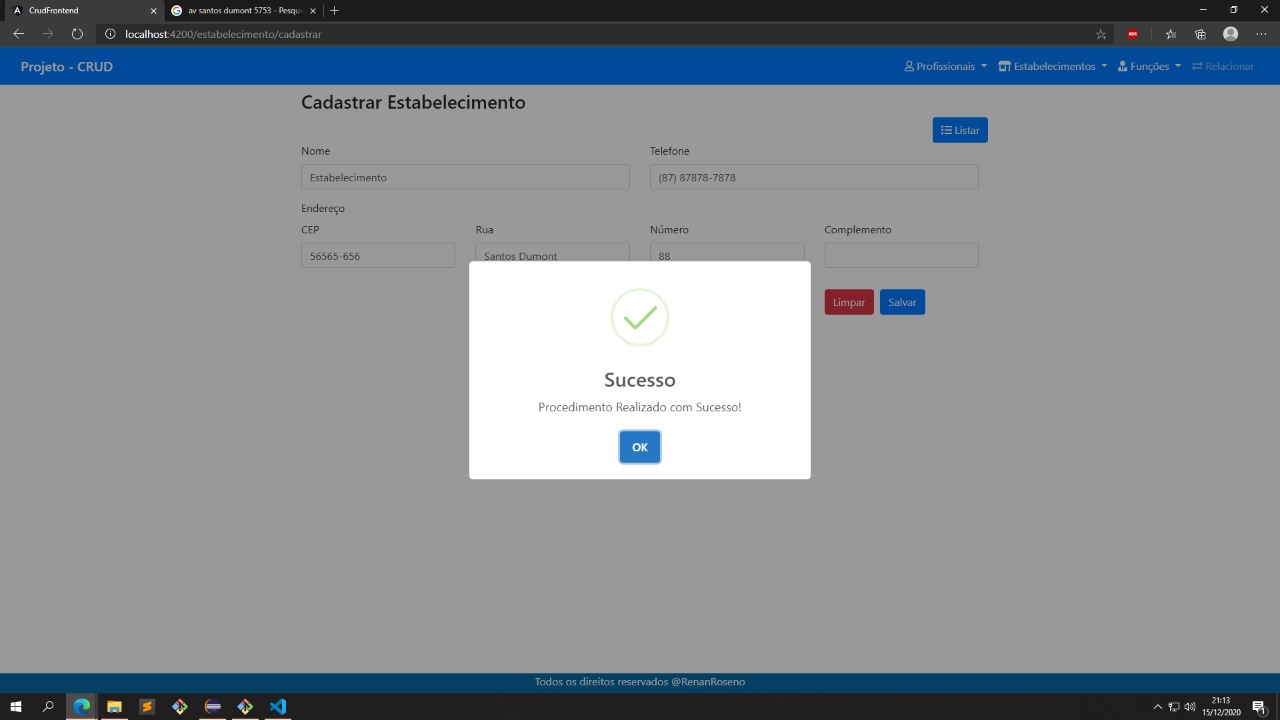 CrudFrontend
av santos dumont 5753 - Pesqui
localhost:4200/estabelecimento/cadastrar
Projeto - CRUD
Profissionais
Estabelecimentos
Funções
Relacionar
Cadastrar Estabelecimento
Listar
Nome
Telefone
Estabelecimento
(87) 87878-7878
Endereço
CEP
Rua
Número
Complemento
56565-656
Santos Dumont
88
Limpar
Salvar
Sucesso
Procedimento Realizado com Sucesso!
OK
Todos os direitos reservados @RenanRoseno
21:13
15/12/2020